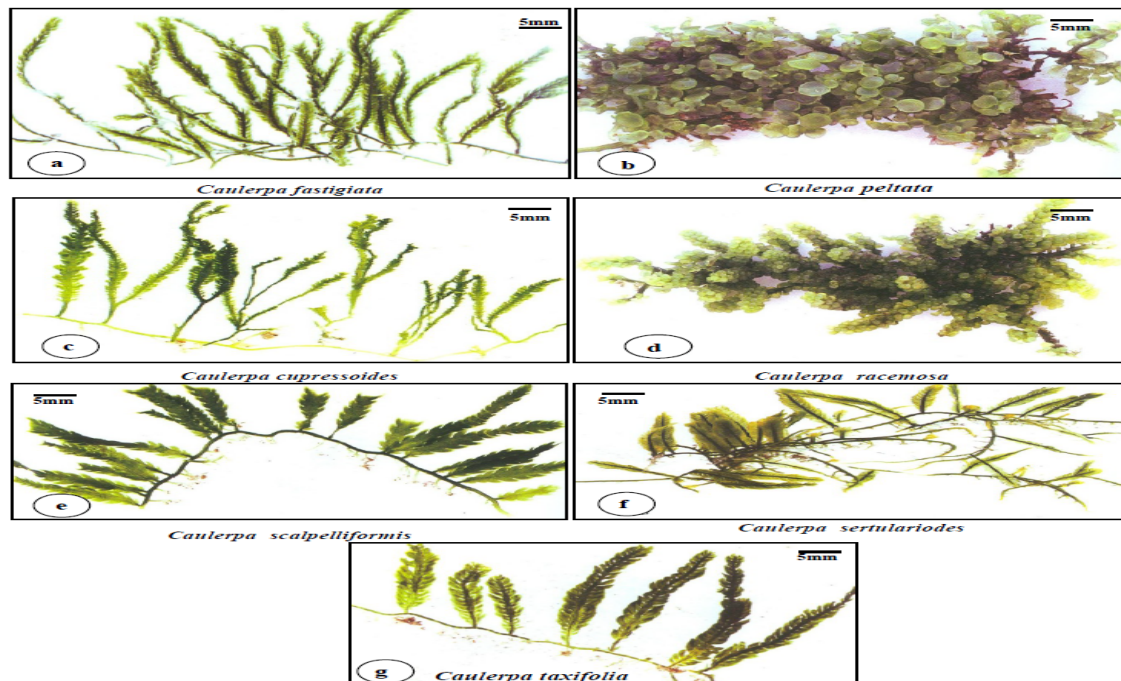 5mm
a
Caulerpa fastigiata
5mm
b
Caulerpa peltata
5mm
c
Caulerpa cupressoides
5mm
d
Caulerpa racemosa
5mm
e
Caulerpa scalpelliformis
5mm
f
Caulerpa sertulariodes
5mm
g
Caulerpa taxifolia